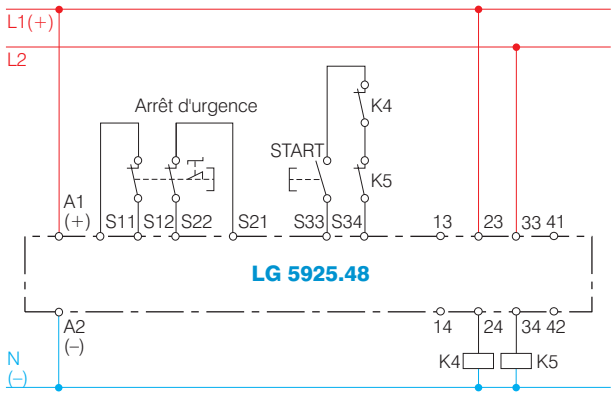 L1(+)
L2
Arrêt d'urgence
K4
START
K5
A1
(+)
S11 S12 S22 S21 S33 S34 13 23 33 41
LG 5925.48
A2
(–)
14 24 34 42
N
(–)
K4 K5